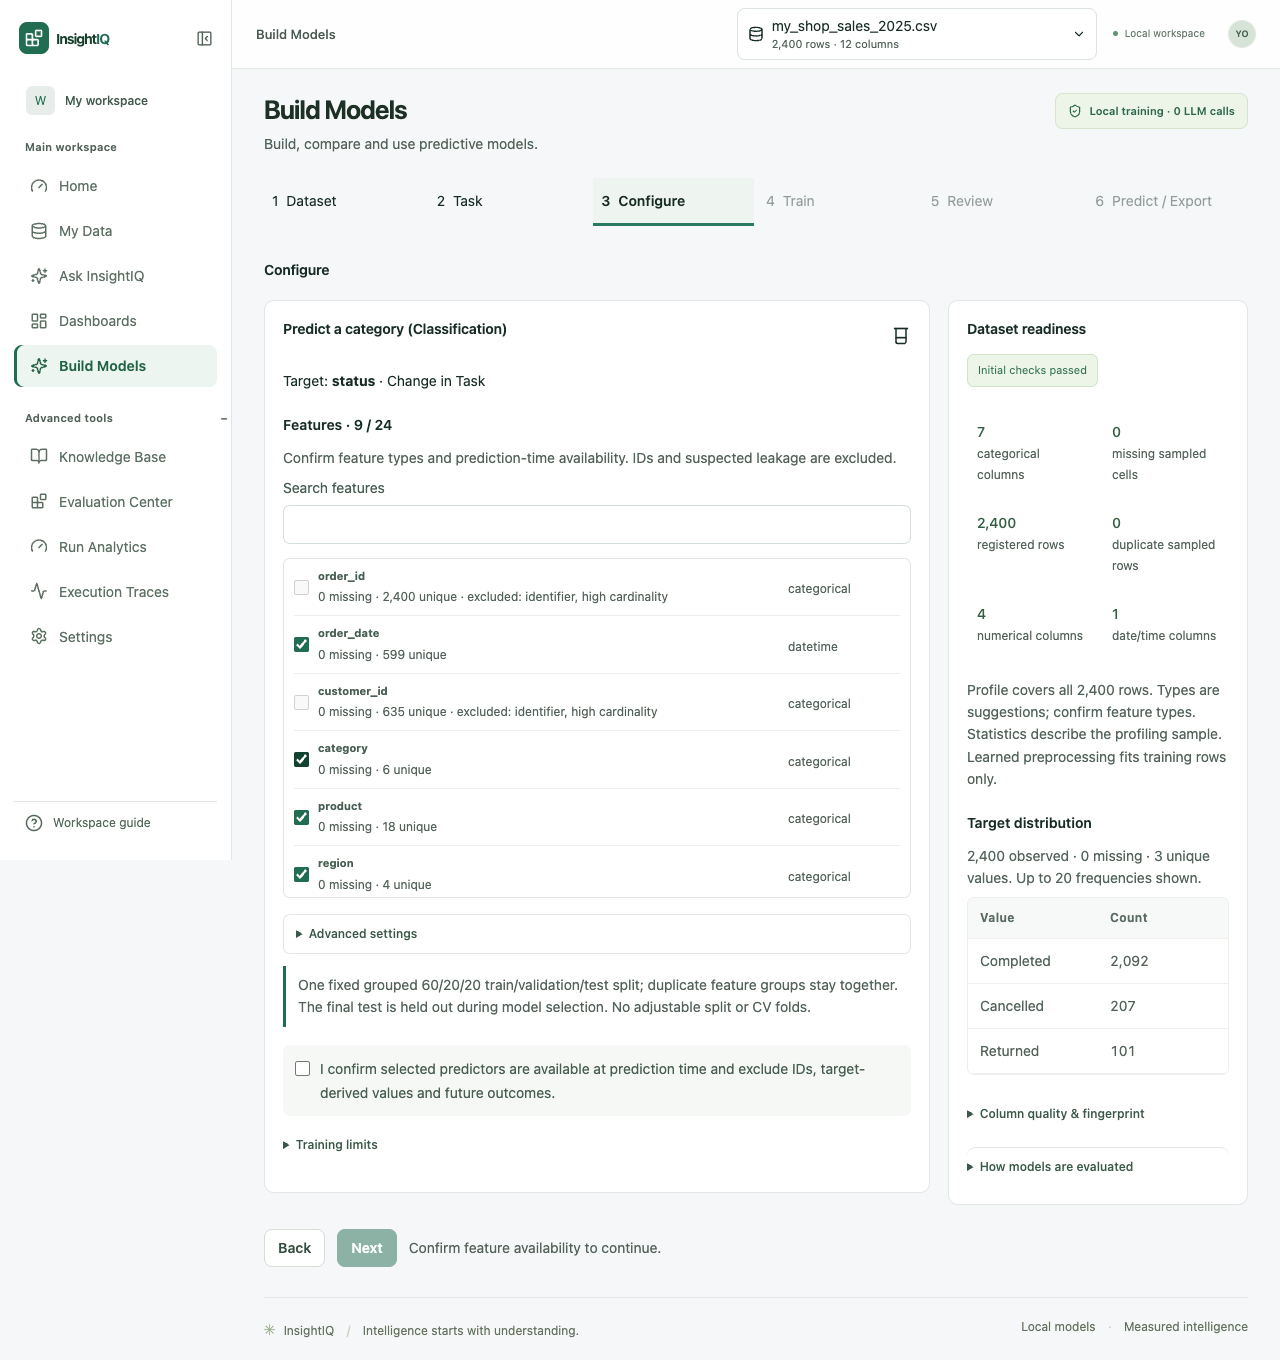 InsightIQ
W My workspace
Main workspace
Home
My Data
Ask InsightIQ
Dashboards
Build Models
Advanced tools –
Knowledge Base
Evaluation Center
Run Analytics
Execution Traces
Settings
Workspace guide
Build Models
my_shop_sales_2025.csv
2,400 rows · 12 columns
Local workspace
YO
Build Models
Build, compare and use predictive models.
Local training · 0 LLM calls
1 Dataset
2 Task
3 Configure
4 Train
5 Review
6 Predict / Export
Configure
Predict a category (Classification)
Target: status · Change in Task
Features · 9 / 24
Confirm feature types and prediction-time availability. IDs and suspected leakage are excluded.
Search features
order_id
0 missing · 2,400 unique · excluded: identifier, high cardinality
categorical
order_date
0 missing · 599 unique
datetime
customer_id
0 missing · 635 unique · excluded: identifier, high cardinality
categorical
category
0 missing · 6 unique
categorical
product
0 missing · 18 unique
categorical
region
0 missing · 4 unique
categorical
Advanced settings
One fixed grouped 60/20/20 train/validation/test split; duplicate feature groups stay together.
The final test is held out during model selection. No adjustable split or CV folds.
I confirm selected predictors are available at prediction time and exclude IDs, target-
derived values and future outcomes.
Training limits
Dataset readiness
Initial checks passed
7
categorical
columns
0
missing sampled
cells
2,400
registered rows
0
duplicate sampled
rows
4
numerical columns
1
date/time columns
Profile covers all 2,400 rows. Types are
suggestions; confirm feature types.
Statistics describe the profiling sample.
Learned preprocessing fits training rows
only.
Target distribution
2,400 observed · 0 missing · 3 unique
values. Up to 20 frequencies shown.
Value Count
Completed 2,092
Cancelled 207
Returned 101
Column quality & fingerprint
How models are evaluated
Back
Next
Confirm feature availability to continue.
InsightIQ / Intelligence starts with understanding.
Local models · Measured intelligence